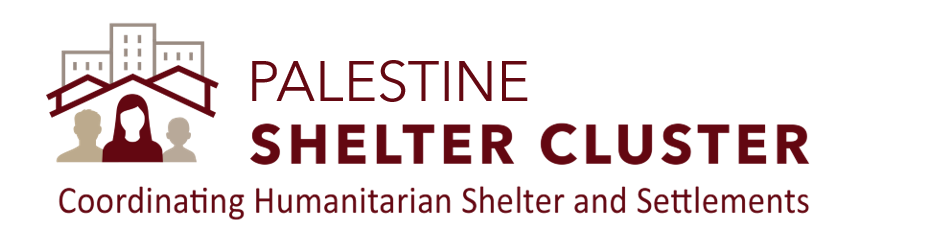 PALESTINE
SHELTER CLUSTER
Coordinating Humanitarian Shelter and Settlements